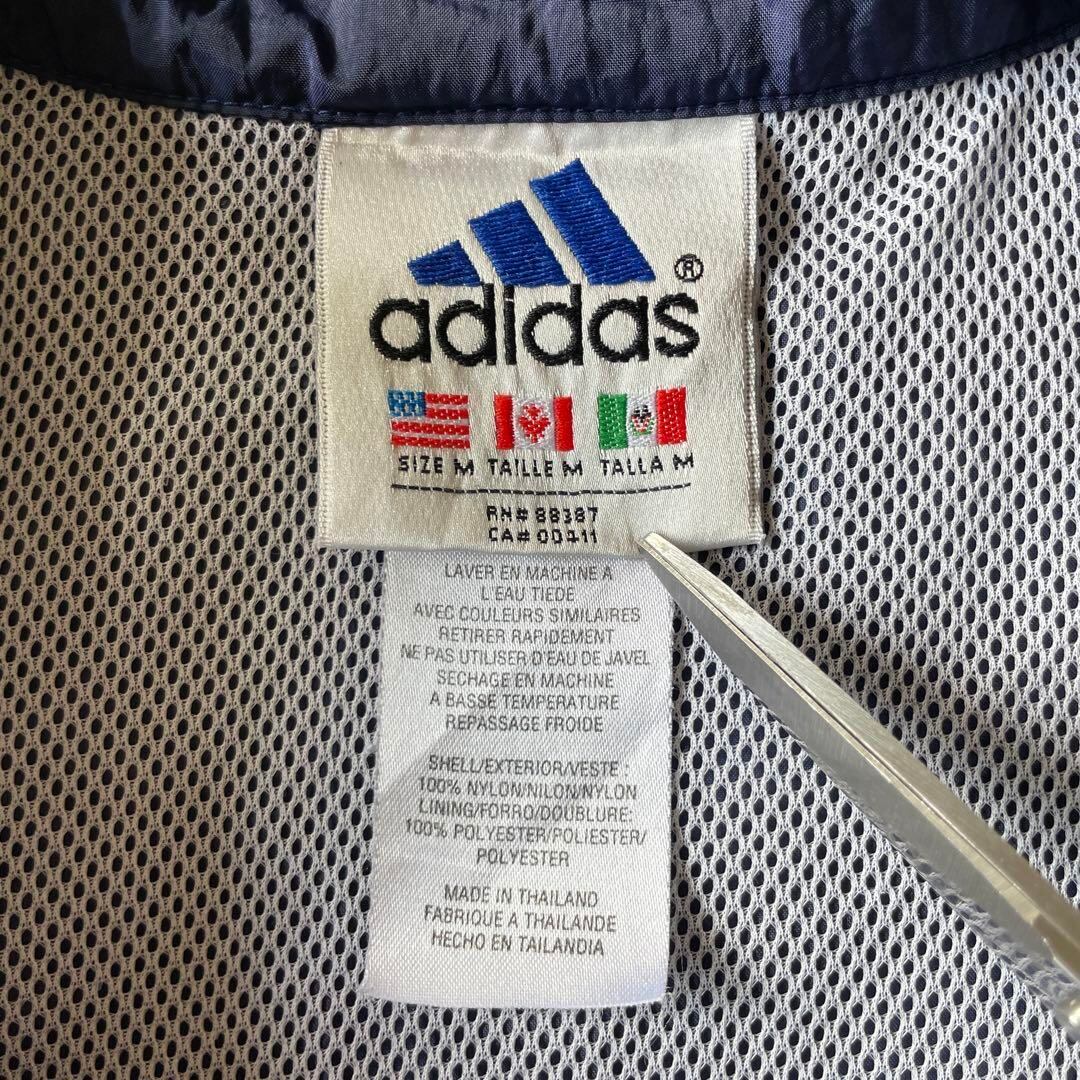 adidas®
SIZE M TAILLE M TALLA M
RN# 88387
CA# 00411
LAVER EN MACHINE A
L'EAU TIEDE
AVEC COULEURS SIMILAIRES
RETIRER RAPIDEMENT
NE PAS UTILISER D'EAU DE JAVEL
SECHAGE EN MACHINE
A BASSE TEMPERATURE
REPASSAGE FROIDE
SHELL/EXTERIOR/VESTE :
100% NYLON/NILON/NYLON
LINING/FORRO/DOUBLURE:
100% POLYESTER/POLIESTER/
POLYESTER
MADE IN THAILAND
FABRIQUE A THAILANDE
HECHO EN TAILANDIA